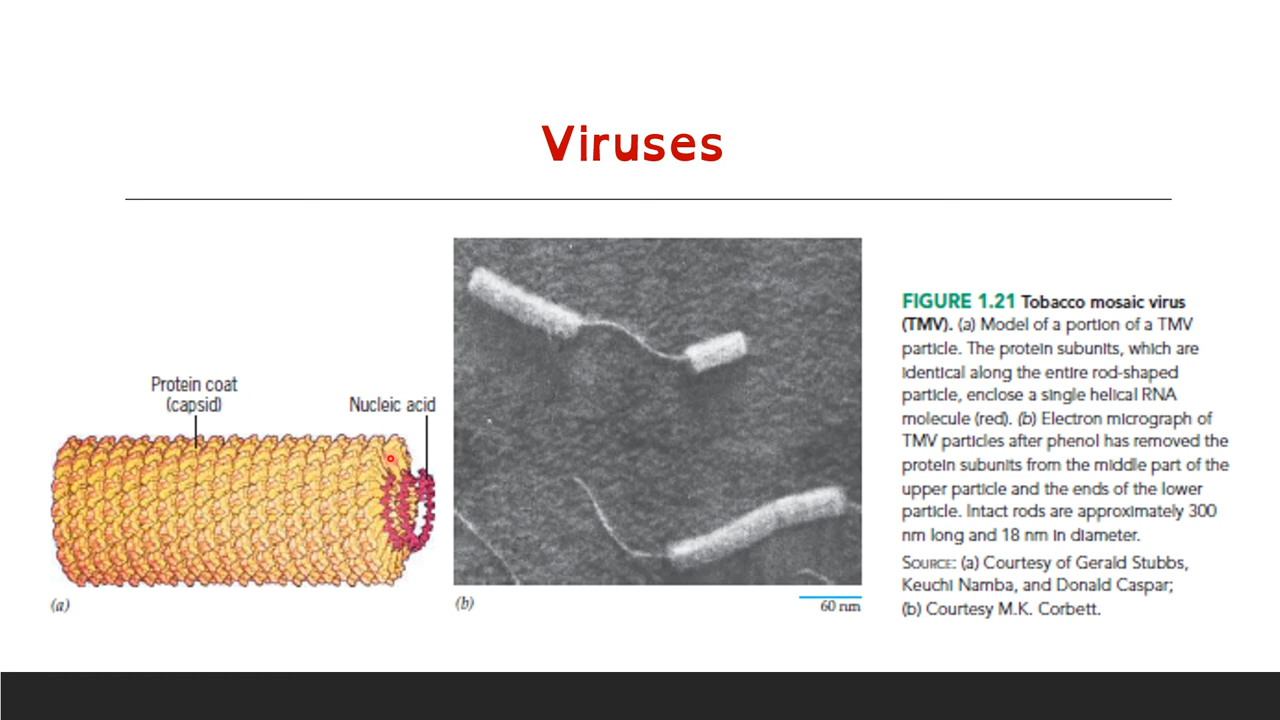 Viruses
Protein coat
(capsid)
Nucleic acid
(a)
(b)
60 nm
FIGURE 1.21 Tobacco mosaic virus
(TMV). (a) Model of a portion of a TMV
particle. The protein subunits, which are
identical along the entire rod-shaped
particle, enclose a single helical RNA
molecule (red). (b) Electron micrograph of
TMV particles after phenol has removed the
protein subunits from the middle part of the
upper particle and the ends of the lower
particle. Intact rods are approximately 300
nm long and 18 nm in diameter.
SOURCE: (a) Courtesy of Gerald Stubbs,
Keuchi Namba, and Donald Caspar;
(b) Courtesy M.K. Corbett.